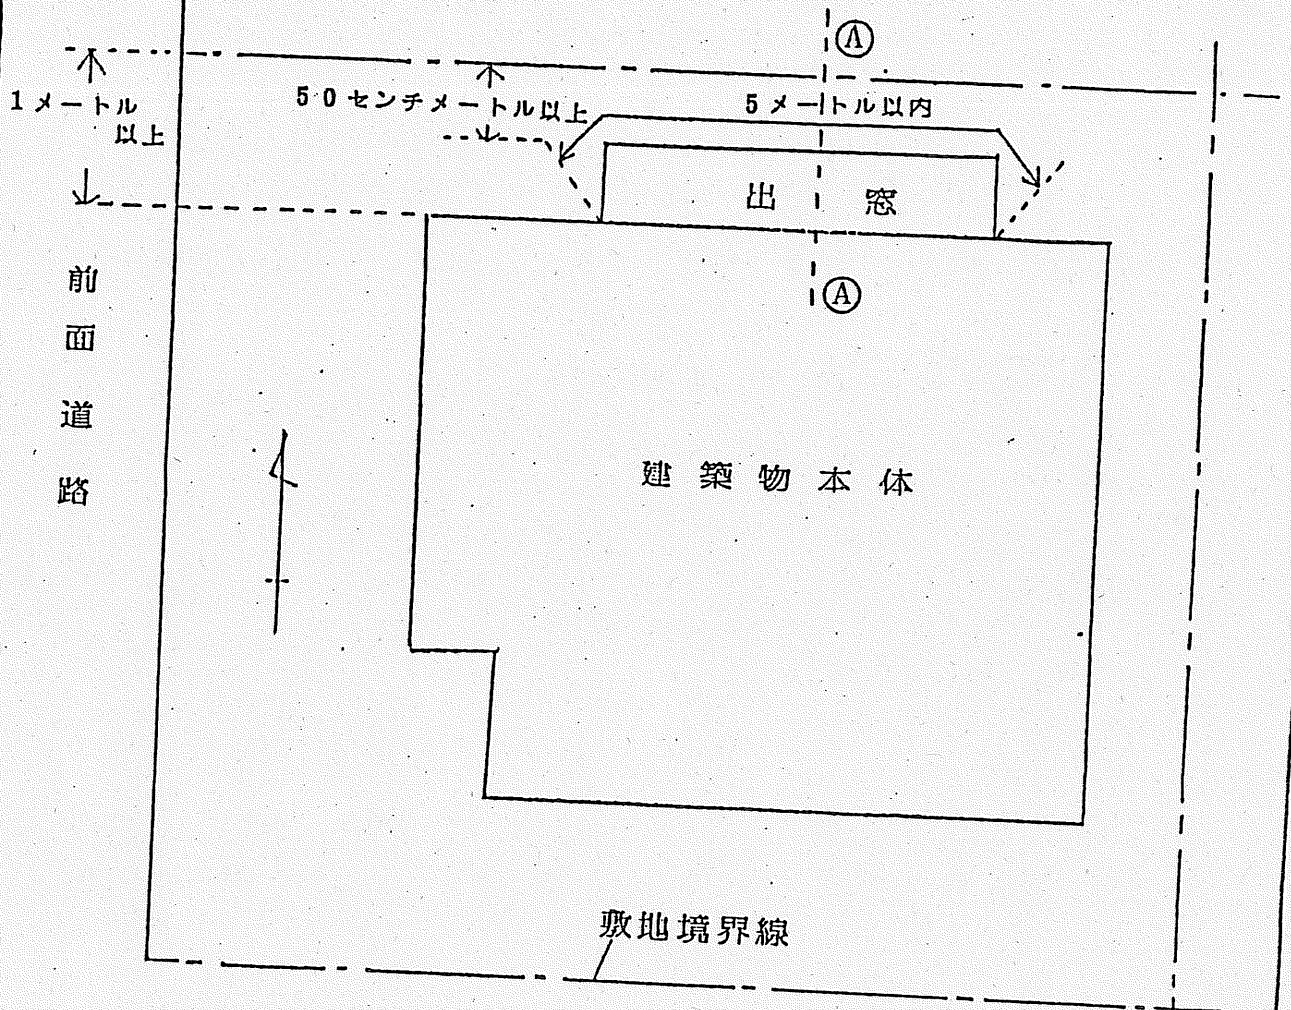 Ⓐ
1メートル
以上
50センチメートル以上
5メートル以内
出窓
Ⓐ
前面道路
建築物本体
敷地境界線